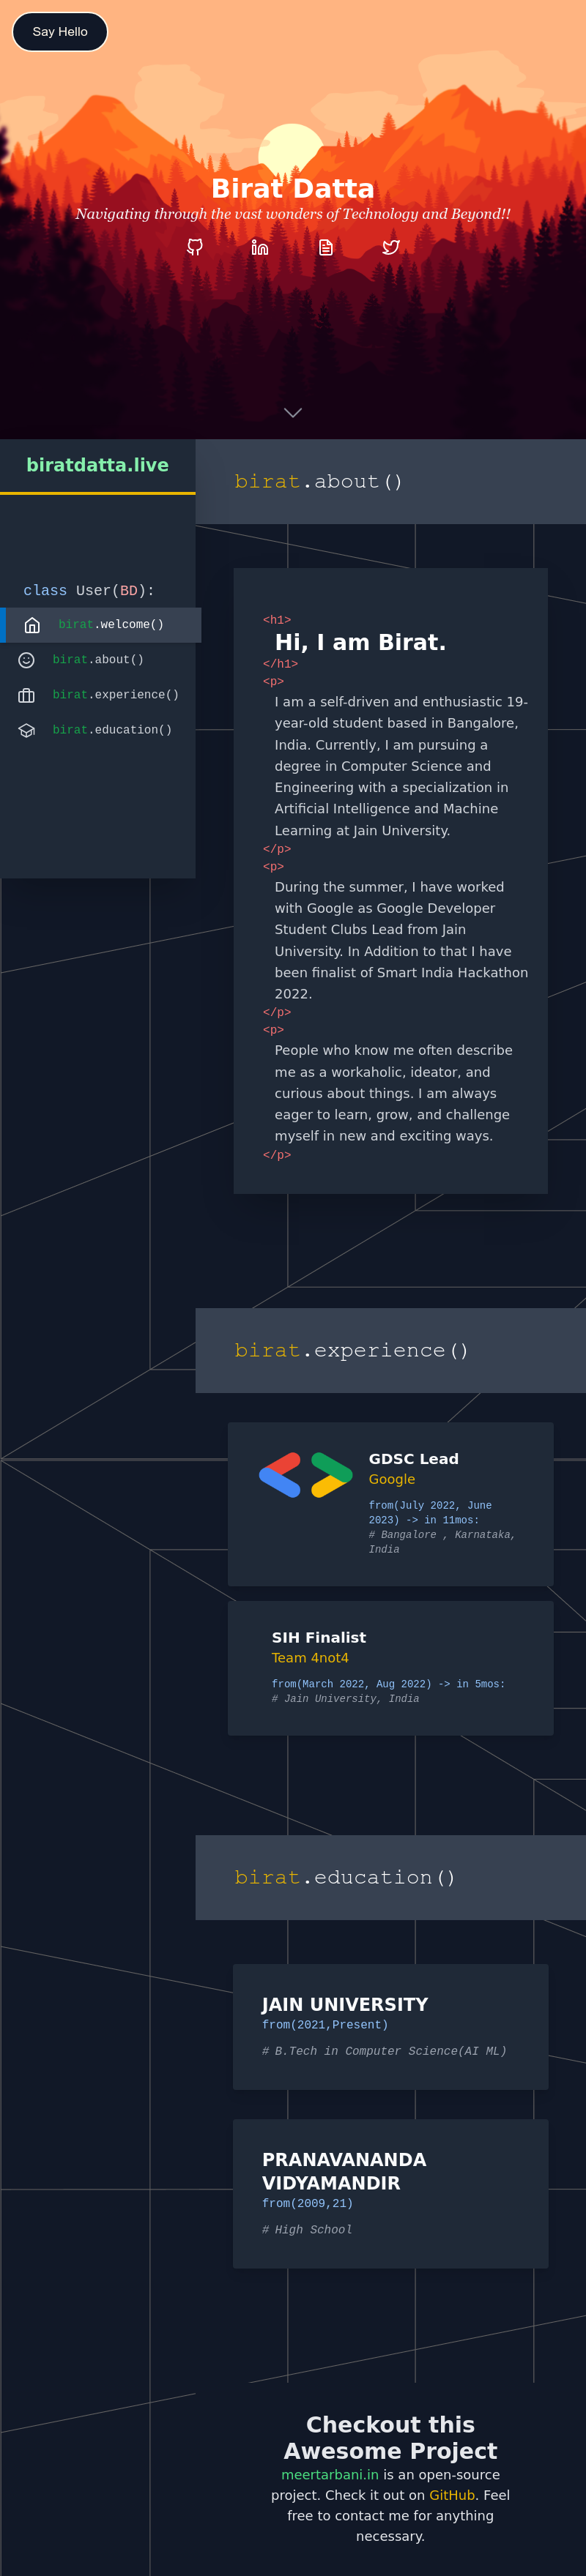 Say Hello
Birat Datta
Navigating through the vast wonders of Technology and Beyond!!
biratdatta.live
class User(BD):
birat.welcome()
birat.about()
birat.experience()
birat.education()
birat.about()
<h1>
Hi, I am Birat.
</h1>
<p>
I am a self-driven and enthusiastic 19-
year-old student based in Bangalore,
India. Currently, I am pursuing a
degree in Computer Science and
Engineering with a specialization in
Artificial Intelligence and Machine
Learning at Jain University.
</p>
<p>
During the summer, I have worked
with Google as Google Developer
Student Clubs Lead from Jain
University. In Addition to that I have
been finalist of Smart India Hackathon
2022.
</p>
<p>
People who know me often describe
me as a workaholic, ideator, and
curious about things. I am always
eager to learn, grow, and challenge
myself in new and exciting ways.
</p>
birat.experience()
GDSC Lead
Google
from(July 2022, June
2023) -> in 11mos:
# Bangalore , Karnataka,
India
SIH Finalist
Team 4not4
from(March 2022, Aug 2022) -> in 5mos:
# Jain University, India
birat.education()
JAIN UNIVERSITY
from(2021,Present)
# B.Tech in Computer Science(AI ML)
PRANAVANANDA
VIDYAMANDIR
from(2009,21)
# High School
Checkout this
Awesome Project
meertarbani.in is an open-source
project. Check it out on GitHub. Feel
free to contact me for anything
necessary.